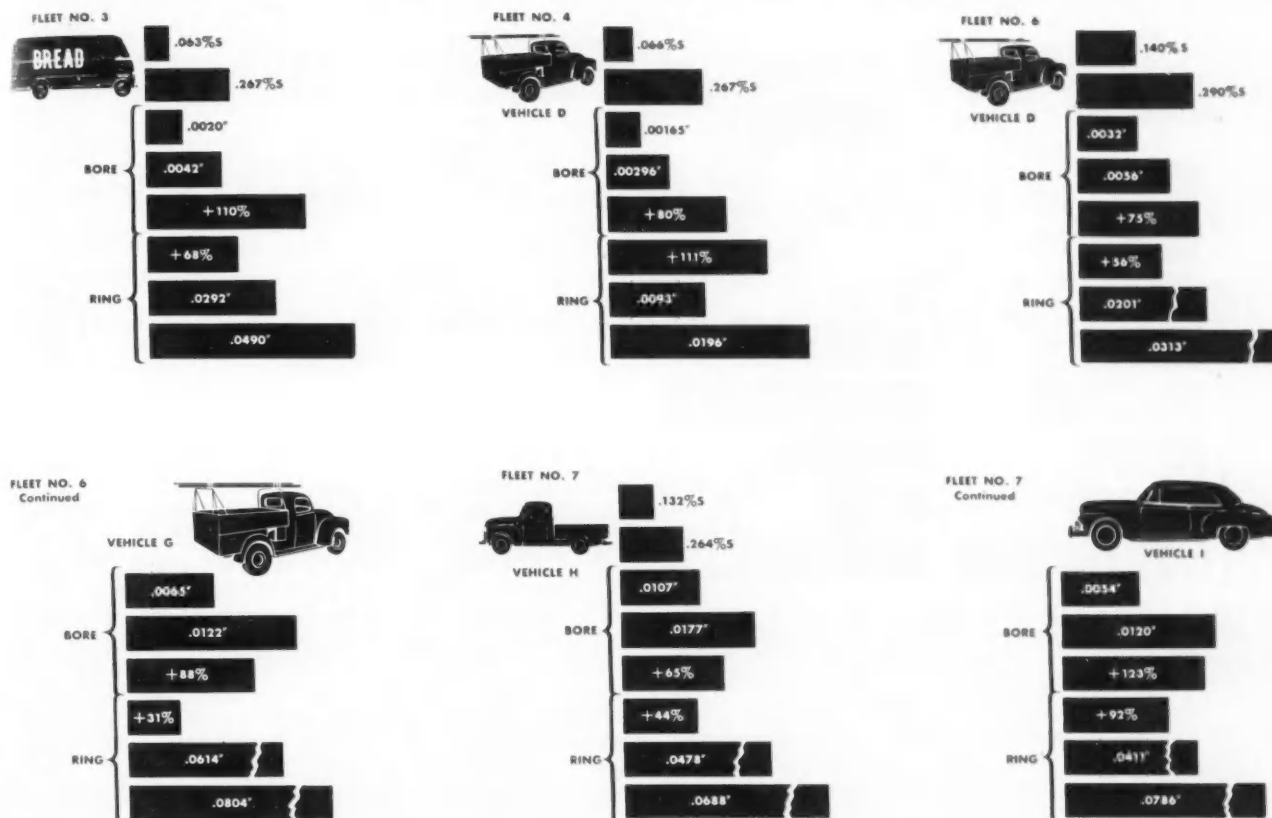 FLEET NO. 3
BREAD
.063%S
.267%S
BORE
.0020"
.0042"
+110%
RING
+68%
.0292"
.0490"
FLEET NO. 4
VEHICLE D
.066%S
.267%S
BORE
.00165"
.00296"
+80%
RING
+111%
.0093"
.0196"
FLEET NO. 6
VEHICLE D
.140%S
.290%S
BORE
.0032"
.0056"
+75%
RING
+56%
.0201"
.0313"
FLEET NO. 6
Continued
VEHICLE G
BORE
.0065"
.0122"
+88%
RING
+31%
.0614"
.0804"
FLEET NO. 7
VEHICLE H
.132%S
.264%S
BORE
.0107"
.0177"
+65%
RING
+44%
.0478"
.0688"
FLEET NO. 7
Continued
VEHICLE I
BORE
.0054"
.0120"
+123%
RING
+92%
.0411"
.0786"